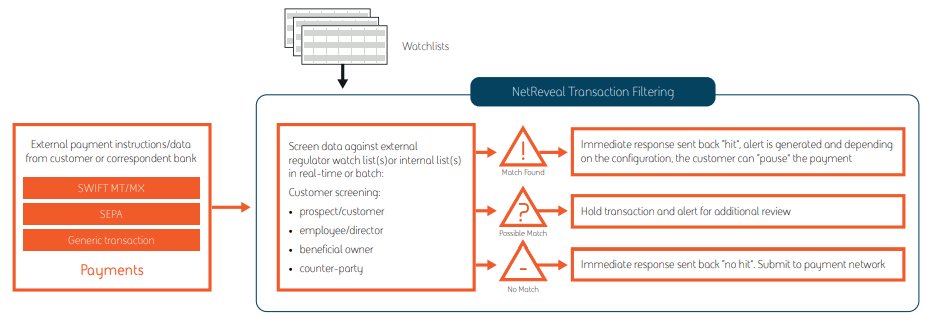 Watchlists
NetReveal Transaction Filtering
External payment instructions/data
from customer or correspondent bank
SWIFT MT/MX
SEPA
Generic transaction
Payments
Screen data against external
regulator watch list(s)or internal list(s)
in real-time or batch:
Customer screening:
• prospect/customer
• employee/director
• beneficial owner
• counter-party
!
Match Found
Immediate response sent back "hit", alert is generated and depending
on the configuration, the customer can "pause" the payment
?
Possible Match
Hold transaction and alert for additional review
-
No Match
Immediate response sent back "no hit". Submit to payment network